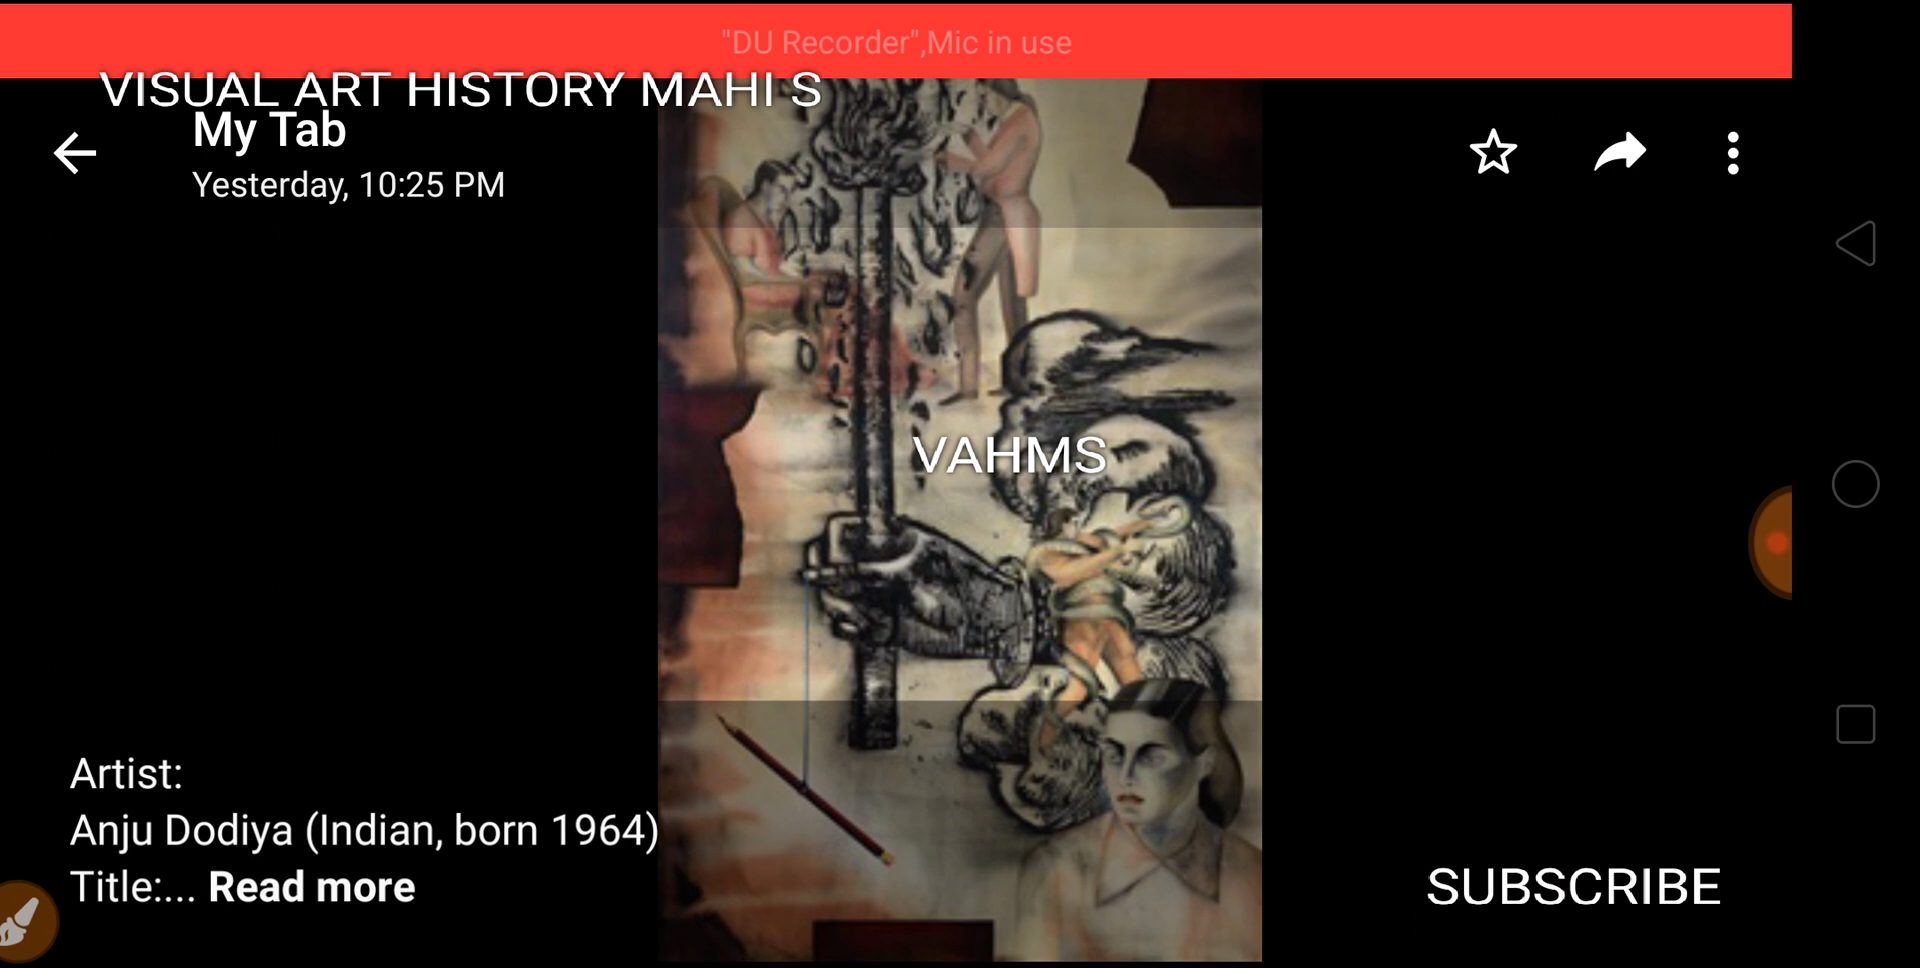 "DU Recorder",Mic in use
VISUAL ART HISTORY MAHI S
My Tab
Yesterday, 10:25 PM
VAHMS
Artist:
Anju Dodiya (Indian, born 1964)
Title:... Read more
SUBSCRIBE